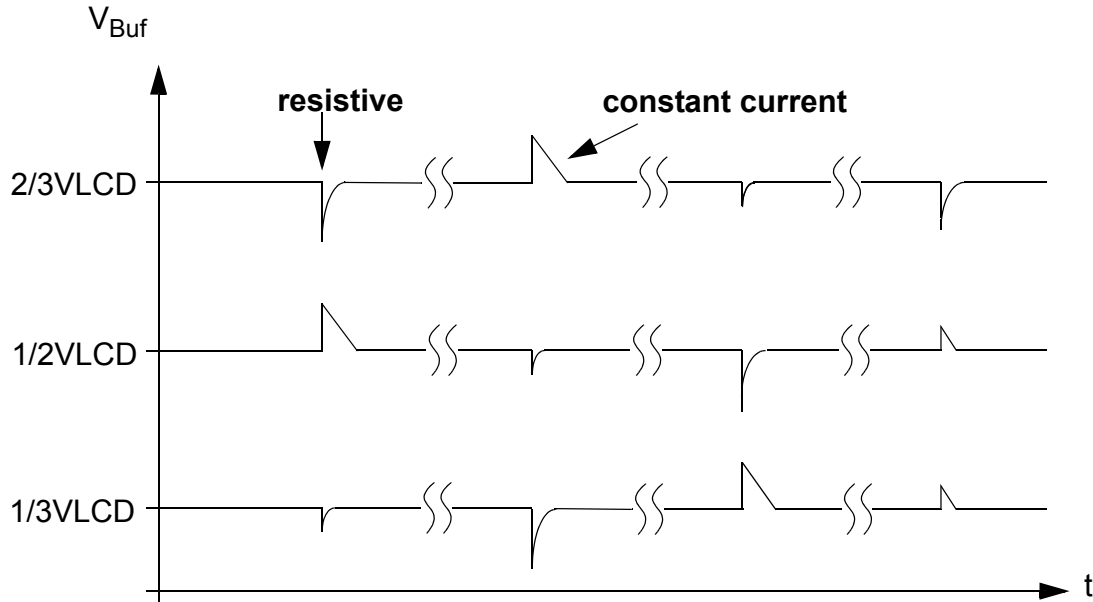 VBuf
resistive
constant current
2/3VLCD
1/2VLCD
1/3VLCD
t